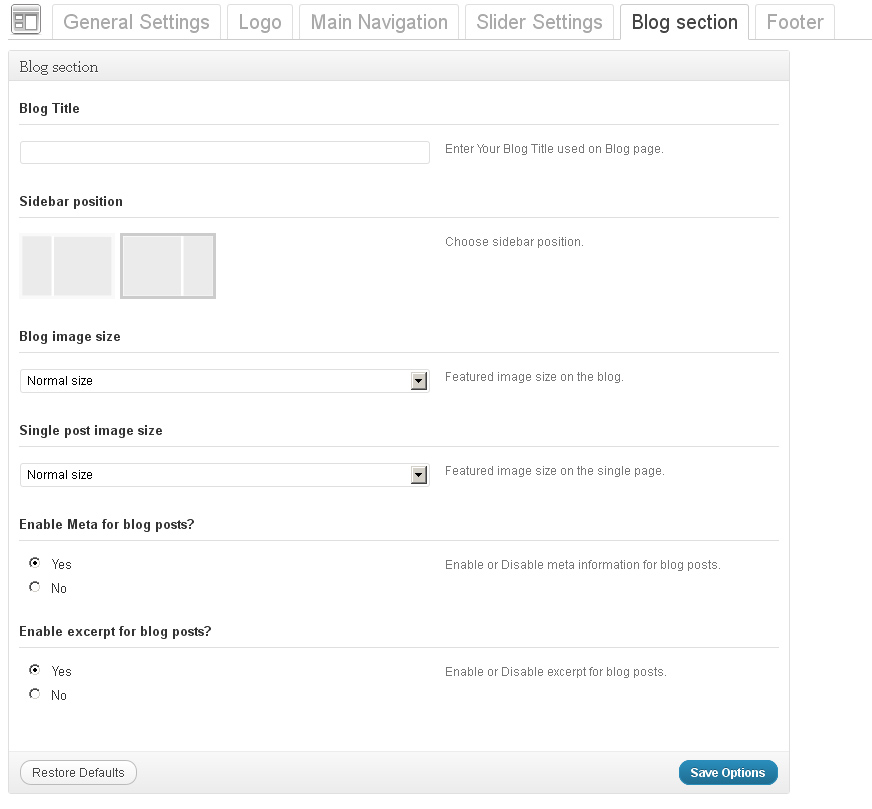 General Settings
Logo
Main Navigation
Slider Settings
Blog section
Footer
Blog section
Blog Title
Enter Your Blog Title used on Blog page.
Sidebar position
Choose sidebar position.
Blog image size
Normal size
Featured image size on the blog.
Single post image size
Normal size
Featured image size on the single page.
Enable Meta for blog posts?
Yes
Enable or Disable meta information for blog posts.
No
Enable excerpt for blog posts?
Yes
Enable or Disable excerpt for blog posts.
No
Restore Defaults
Save Options